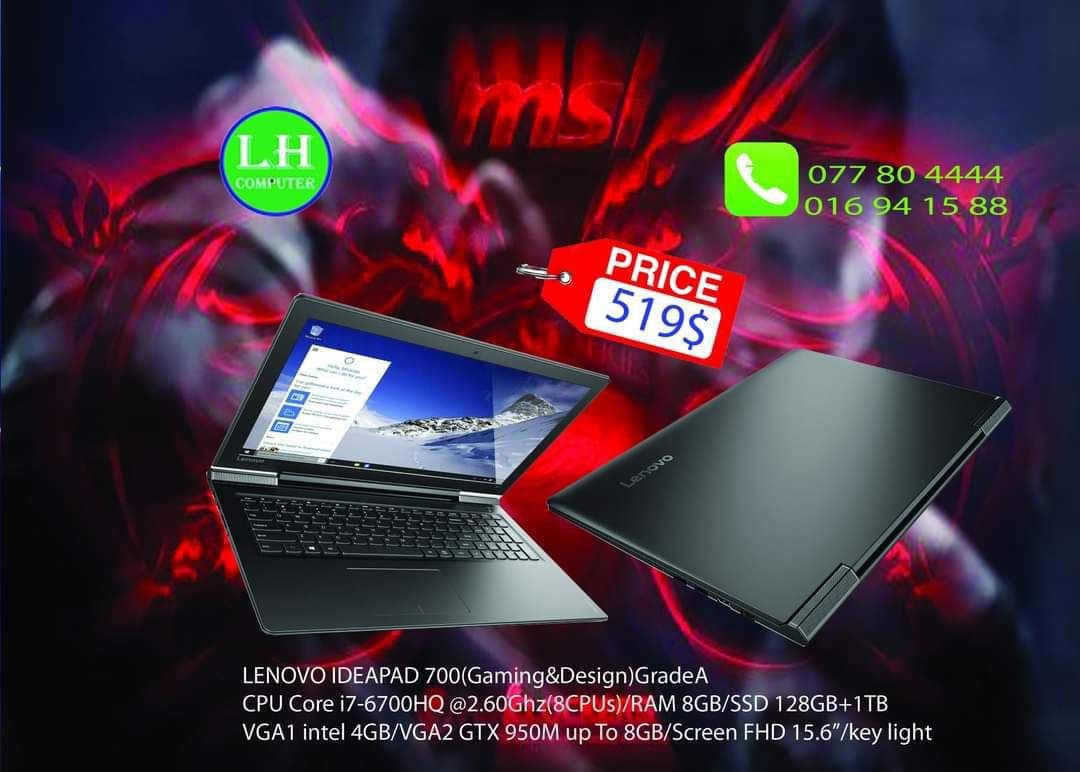 msi
L.H
COMPUTER
077 80 4444
016 94 15 88
PRICE
519$
Lenovo
Lenovo
LENOVO IDEAPAD 700(Gaming&Design)GradeA
CPU Core i7-6700HQ @2.60Ghz(8CPUs)/RAM 8GB/SSD 128GB+1TB
VGA1 intel 4GB/VGA2 GTX 950M up To 8GB/Screen FHD 15.6”/key light